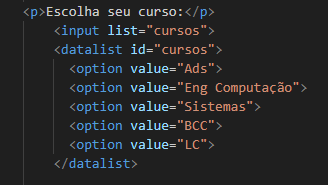 <p>Escolha seu curso:</p>
<input list="cursos">
<datalist id="cursos">
<option value="Ads">
<option value="Eng Computação">
<option value="Sistemas">
<option value="BCC">
<option value="LC">
</datalist>